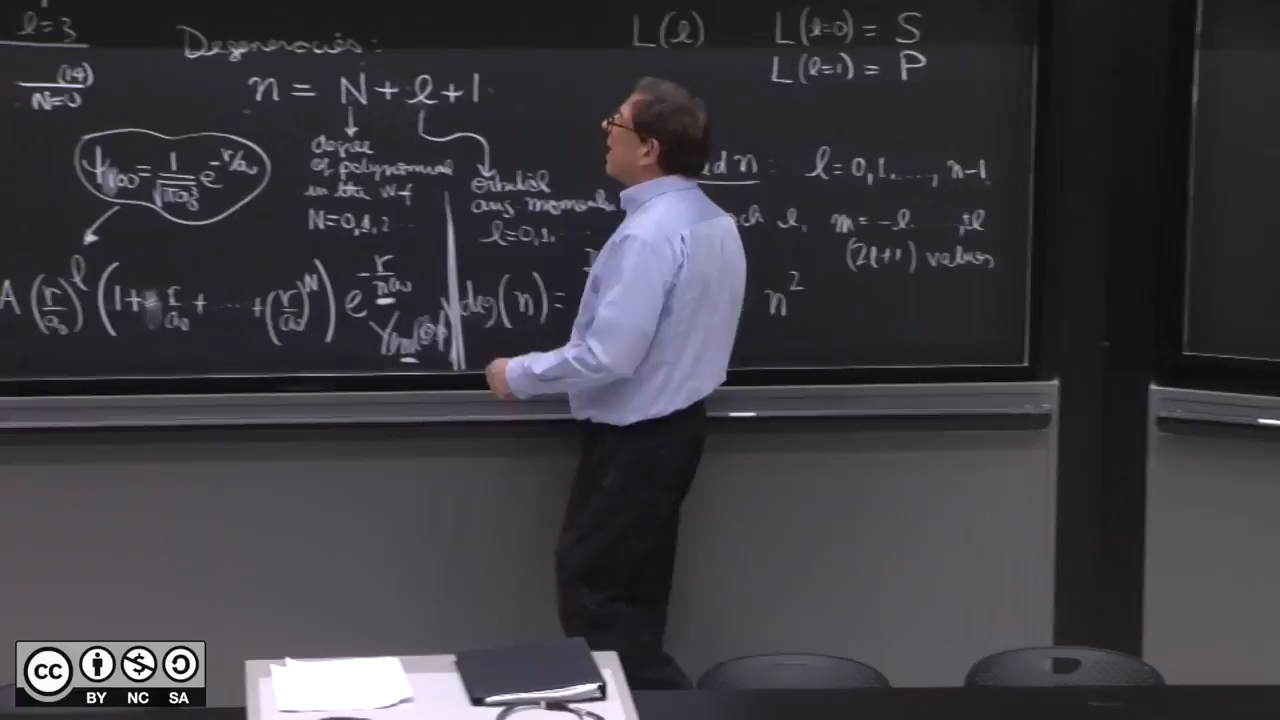 l=3
(14)
N=0
Degeneracies:
n = N + l + 1
degree
of polynomial
in the wf
N=0,1,2...
orbital
ang. momentum
l=0,1....
ψ100 = 1/√πa0³ e^-r/a0
A (r/a0)^l (1+ r/a0 + .... + (r/a0)^N) e^-r/na0
Ylm(θφ)
deg(n)= n²
L(l)
L(l=0) = S
L(l=1) = P
n: l=0,1...., n-1
l, m=-l....,+l
(2l+1) values
CC
BY NC SA